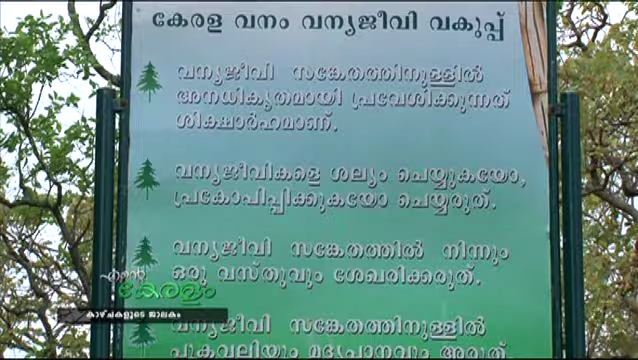 കേരള വനം വന്യജീവി വകുപ്പ്
വന്യജീവി സങ്കേതത്തിനുള്ളിൽ
അനധികൃതമായി പ്രവേശിക്കുന്നത്
ശിക്ഷാർഹമാണ്.
വന്യജീവികളെ ശല്യം ചെയ്യുകയോ,
പ്രകോപിപ്പിക്കുകയോ ചെയ്യരുത്.
വന്യജീവി സങ്കേതത്തിൽ നിന്നും
ഒരു വസ്തുവും ശേഖരിക്കരുത്.
എന്റെ
കേരളം
കാഴ്ചകളുടെ ജാലകം
വന്യജീവി സങ്കേതത്തിനുള്ളിൽ
പുകവലിയും മദ്യപാനവും അരുത്